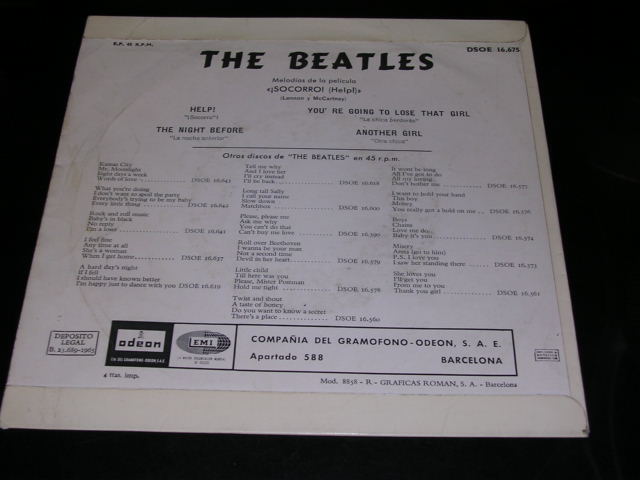 E.P. 45 R.P.M.
DSOE 16.675
THE BEATLES
Melodías de la película
«¡SOCORRO! (Help!)»
(Lennon y McCartney)
HELP!
"¡Socorro!"
YOU' RE GOING TO LOSE THAT GIRL
THE NIGHT BEFORE
"La noche anterior"
ANOTHER GIRL
"Otra chica"
Otros discos de "THE BEATLES" en 45 r.p.m.
Kansas City
Mr. Moonlight
Eight days a week
Words of love DSOE 16.643
What you're doing
I don't want to spoil the party
Everybody's trying to be my baby
Every little thing DSOE 16.642
Rock and roll music
Baby's in black
No reply
I'm a loser DSOE 16.641
I feel fine
Any time at all
She's a woman
When I get home DSOE 16.637
A hard day's night
If I fell
I should have known better
I'm happy just to dance with you DSOE 16.619
Tell me why
And I love her
I'll cry instead
I'll be back DSOE 16.618
Long tall Sally
I call your name
Slow down
Matchbox DSOE 16.600
Please, please me
Ask me why
You can't do that
Can't buy me love DSOE 16.590
Roll over Beethoven
I wanna be your man
Not a second time
Devil in her heart DSOE 16.579
Little child
Till there was you
Please, Mister Postman
Hold me tight DSOE 16.578
Twist and shout
A taste of honey
Do you want to know a secret
There's a place DSOE 16.560
It wont be long
All I've got to do
All my loving
Don't bother me DSOE 16.577
I want to hold your hand
This boy
Money
You really got a hold on me DSOE 16.576
Boys
Chains
Love me do
Baby it's you DSOE 16.574
Misery
Anna (go to him)
P.S. I love you
I saw her standing there DSOE 16.573
She loves you
I'll get you
From me to you
Thank you girl DSOE 16.561
DEPOSITO
LEGAL
B. 23.689-1965
odeon
CIA DEL GRAMOFONO-ODEON, S.A.E.
EMI
COMPAÑIA DEL GRAMOFONO-ODEON, S. A. E.
Apartado 588
BARCELONA
Mod. 8858 - R - GRAFICAS ROMAN, S. A. - Barcelona